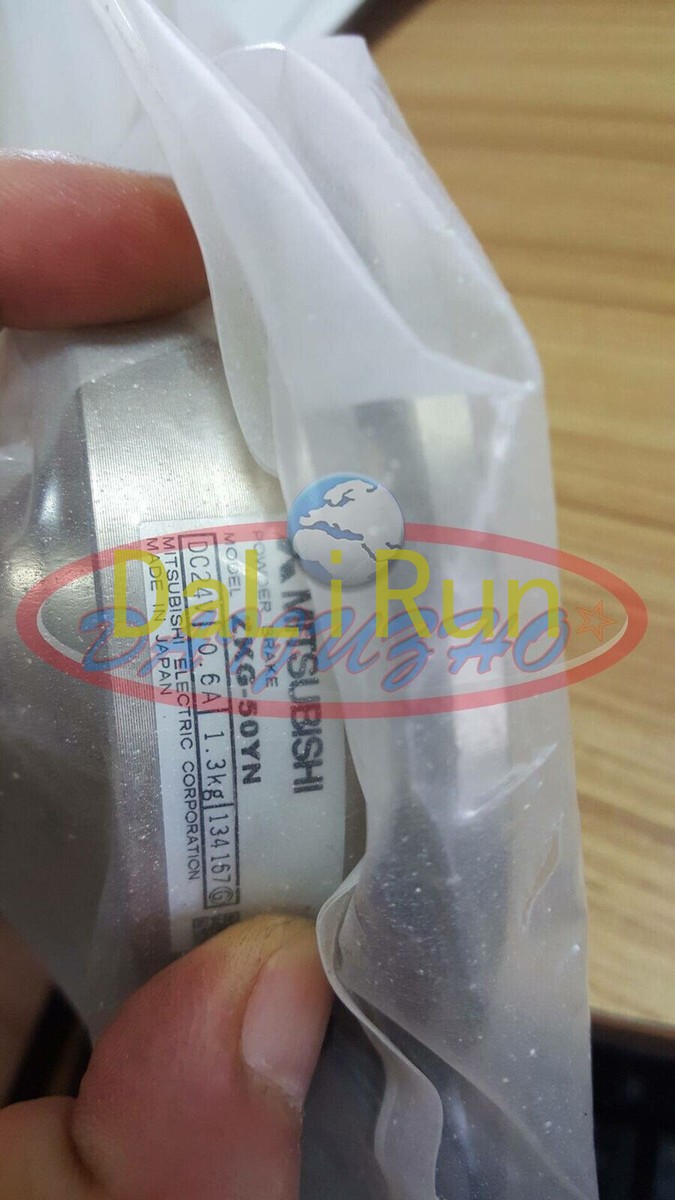 MITSUBISHI
POWDER BRAKE
MODEL ZKG-50YN
DC24V 0.6A 1.3kg 134167 G
MITSUBISHI ELECTRIC CORPORATION
MADE IN JAPAN
DaLi Run